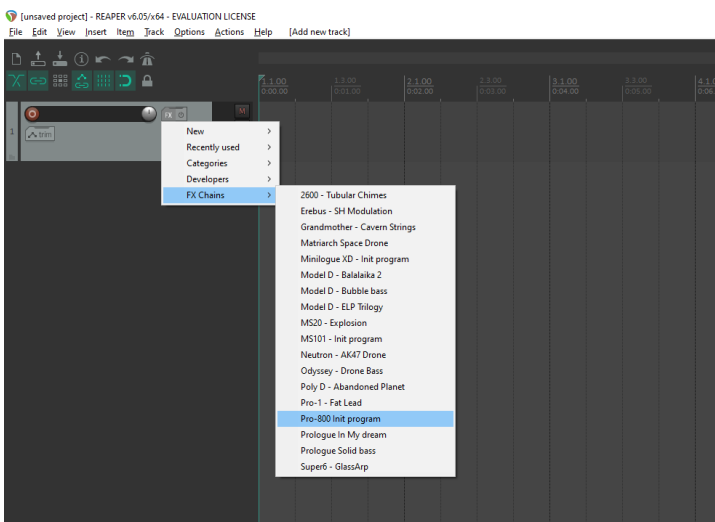 [unsaved project] - REAPER v6.05/x64 - EVALUATION LICENSE
File Edit View Insert Item Track Options Actions Help [Add new track]
1.1.00 1.3.00 2.1.00 2.3.00 3.1.00 3.3.00 4.1.0
0:00.00 0:01.00 0:02.00 0:03.00 0:04.00 0:05.00 0:06.
FX M
1 trim
New
Recently used
Categories
Developers
FX Chains
2600 - Tubular Chimes
Erebus - SH Modulation
Grandmother - Cavern Strings
Matriarch Space Drone
Minilogue XD - Init program
Model D - Balalaika 2
Model D - Bubble bass
Model D - ELP Trilogy
MS20 - Explosion
MS101 - Init program
Neutron - AK47 Drone
Odyssey - Drone Bass
Poly D - Abandoned Planet
Pro-1 - Fat Lead
Pro-800 Init program
Prologue In My dream
Prologue Solid bass
Super6 - GlassArp